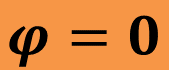 φ = 0